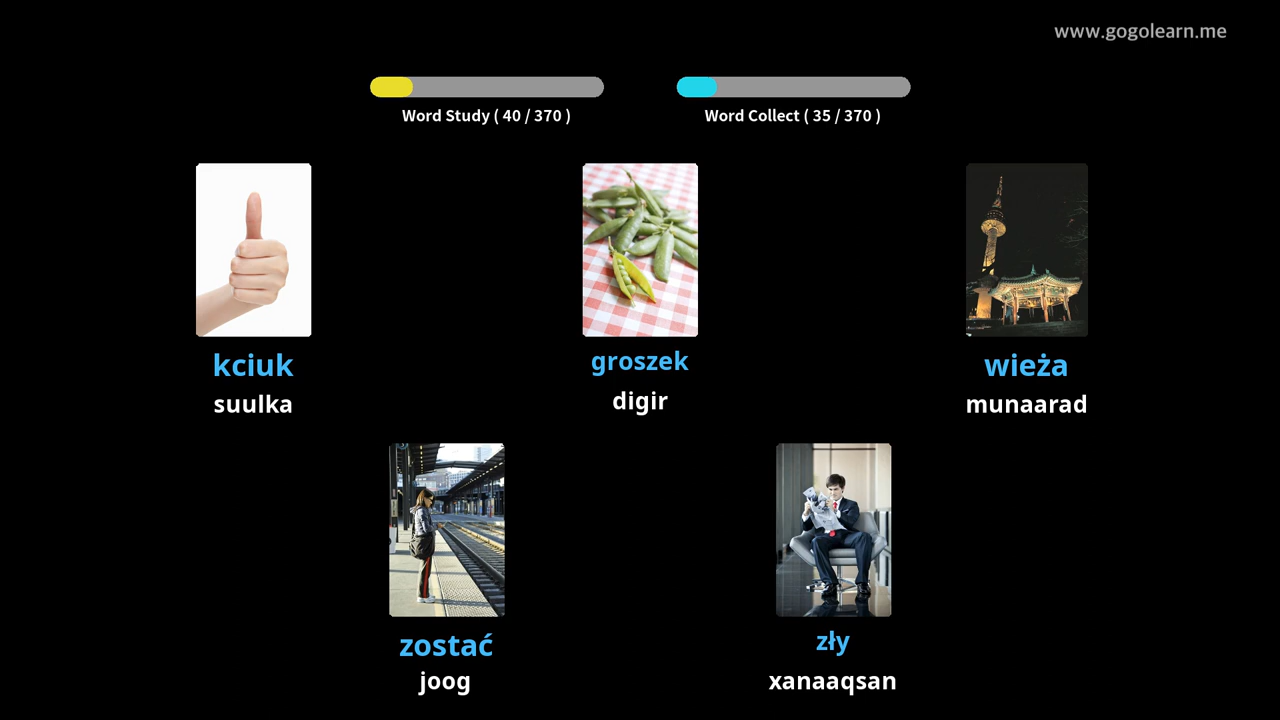 www.gogolearn.me
Word Study ( 40 / 370 )
Word Collect ( 35 / 370 )
kciuk
suulka
groszek
digir
wieża
munaarad
zostać
joog
zły
xanaaqsan